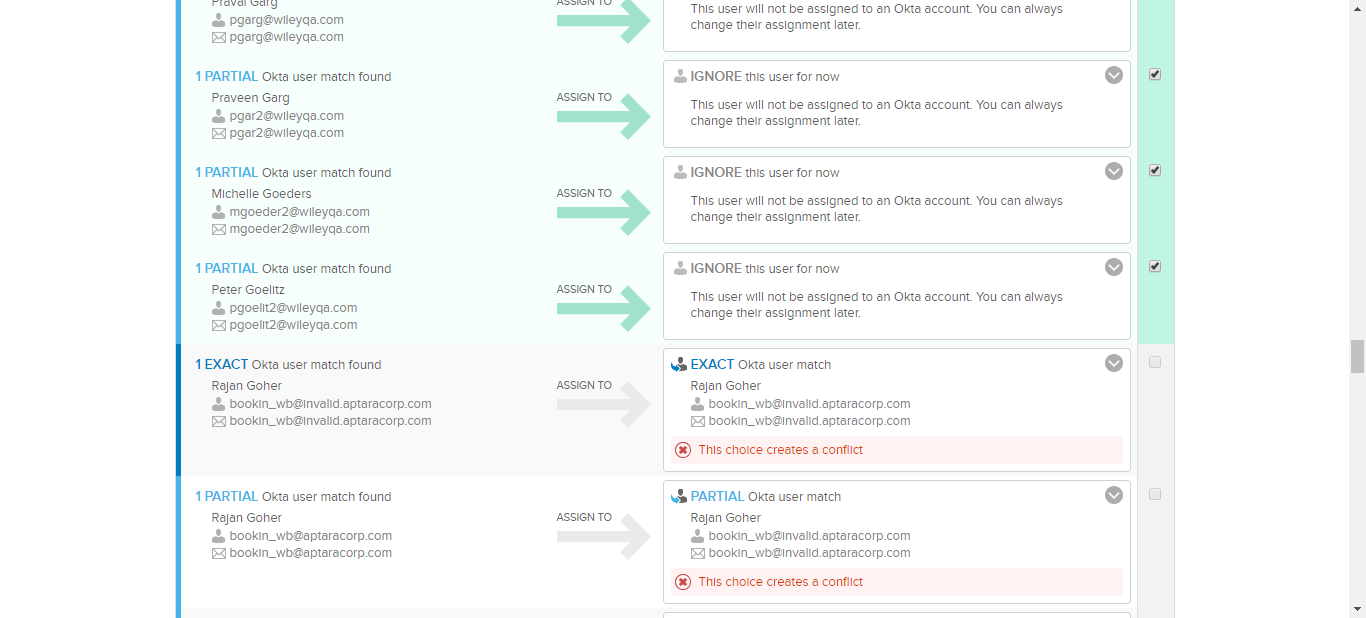 Praval Garg
pgarg@wileyqa.com
pgarg@wileyqa.com
ASSIGN TO
This user will not be assigned to an Okta account. You can always
change their assignment later.
1 PARTIAL Okta user match found
Praveen Garg
pgar2@wileyqa.com
pgar2@wileyqa.com
ASSIGN TO
IGNORE this user for now
This user will not be assigned to an Okta account. You can always
change their assignment later.
1 PARTIAL Okta user match found
Michelle Goeders
mgoeder2@wileyqa.com
mgoeder2@wileyqa.com
ASSIGN TO
IGNORE this user for now
This user will not be assigned to an Okta account. You can always
change their assignment later.
1 PARTIAL Okta user match found
Peter Goelitz
pgoelit2@wileyqa.com
pgoelit2@wileyqa.com
ASSIGN TO
IGNORE this user for now
This user will not be assigned to an Okta account. You can always
change their assignment later.
1 EXACT Okta user match found
Rajan Goher
bookin_wb@invalid.aptaracorp.com
bookin_wb@invalid.aptaracorp.com
ASSIGN TO
EXACT Okta user match
Rajan Goher
bookin_wb@invalid.aptaracorp.com
bookin_wb@invalid.aptaracorp.com
This choice creates a conflict
1 PARTIAL Okta user match found
Rajan Goher
bookin_wb@aptaracorp.com
bookin_wb@aptaracorp.com
ASSIGN TO
PARTIAL Okta user match
Rajan Goher
bookin_wb@invalid.aptaracorp.com
bookin_wb@invalid.aptaracorp.com
This choice creates a conflict